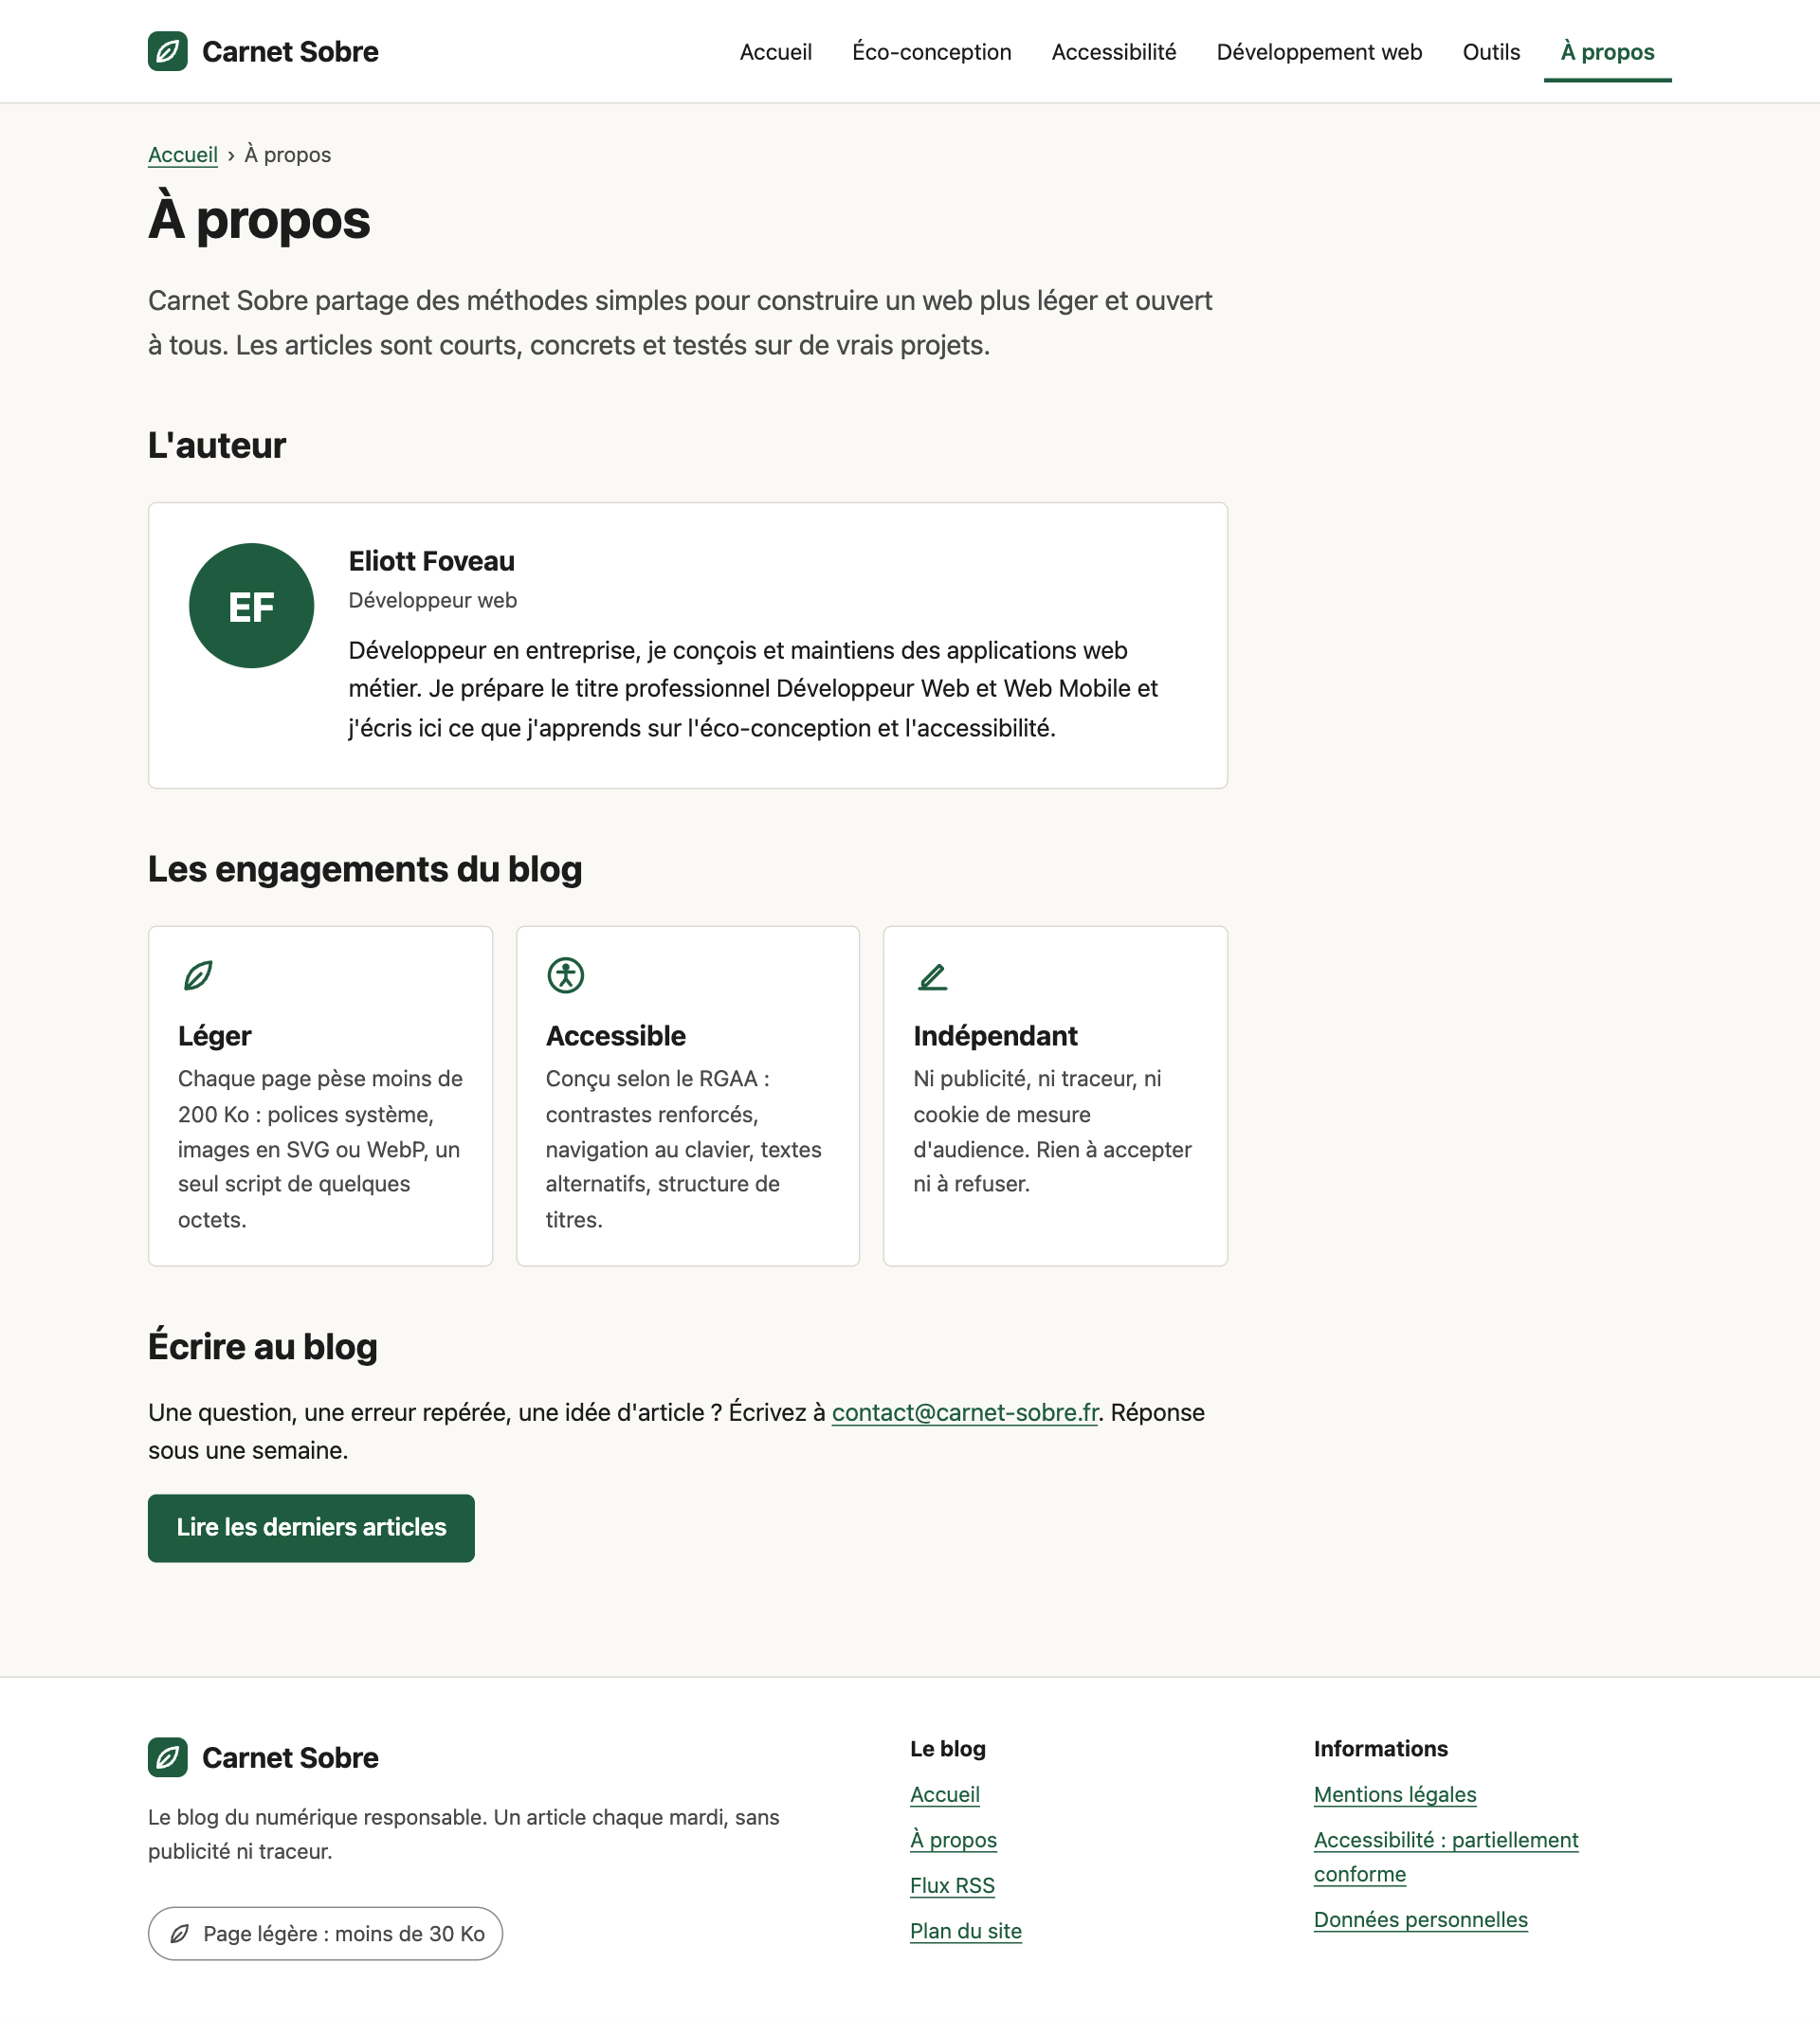 Carnet Sobre
Accueil
Éco-conception
Accessibilité
Développement web
Outils
À propos
Accueil › À propos
À propos
Carnet Sobre partage des méthodes simples pour construire un web plus léger et ouvert
à tous. Les articles sont courts, concrets et testés sur de vrais projets.
L'auteur
EF
Eliott Foveau
Développeur web
Développeur en entreprise, je conçois et maintiens des applications web
métier. Je prépare le titre professionnel Développeur Web et Web Mobile et
j'écris ici ce que j'apprends sur l'éco-conception et l'accessibilité.
Les engagements du blog
Léger
Chaque page pèse moins de
200 Ko : polices système,
images en SVG ou WebP, un
seul script de quelques
octets.
Accessible
Conçu selon le RGAA :
contrastes renforcés,
navigation au clavier, textes
alternatifs, structure de
titres.
Indépendant
Ni publicité, ni traceur, ni
cookie de mesure
d'audience. Rien à accepter
ni à refuser.
Écrire au blog
Une question, une erreur repérée, une idée d'article ? Écrivez à contact@carnet-sobre.fr. Réponse
sous une semaine.
Lire les derniers articles
Carnet Sobre
Le blog du numérique responsable. Un article chaque mardi, sans
publicité ni traceur.
Page légère : moins de 30 Ko
Le blog
Accueil
À propos
Flux RSS
Plan du site
Informations
Mentions légales
Accessibilité : partiellement
conforme
Données personnelles